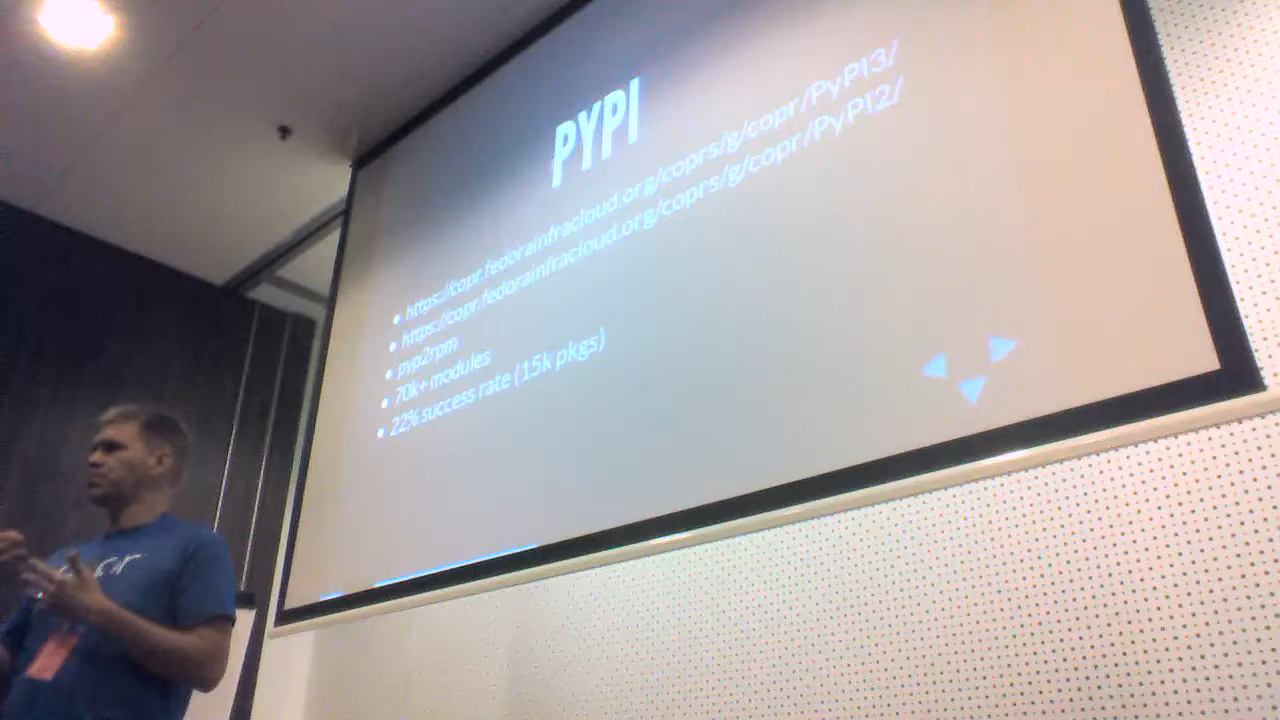 PYPI
https://copr.fedorainfracloud.org/coprs/g/copr/PyPI3/
https://copr.fedorainfracloud.org/coprs/g/copr/PyPI2/
pyp2rpm
70k+ modules
22% success rate (15k pkgs)